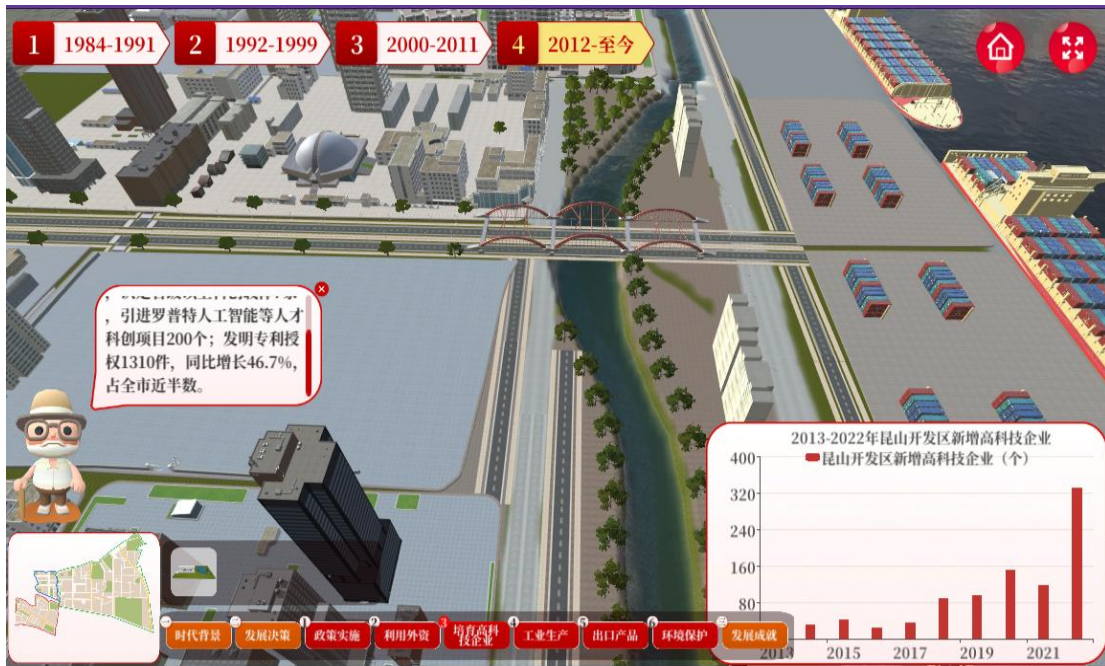 1 1984-1991
2 1992-1999
3 2000-2011
4 2012-至今
，引进罗普特人工智能等人才
科创项目200个；发明专利授
权1310件，同比增长46.7%，
占全市近半数。
2013-2022年昆山开发区新增高科技企业
昆山开发区新增高科技企业（个）
400
320
240
160
80
2013 2015 2017 2019 2021
一 时代背景
二 发展决策
1 政策实施
2 利用外资
3 培育高科
技企业
4 工业生产
5 出口产品
6 环境保护
三 发展成就